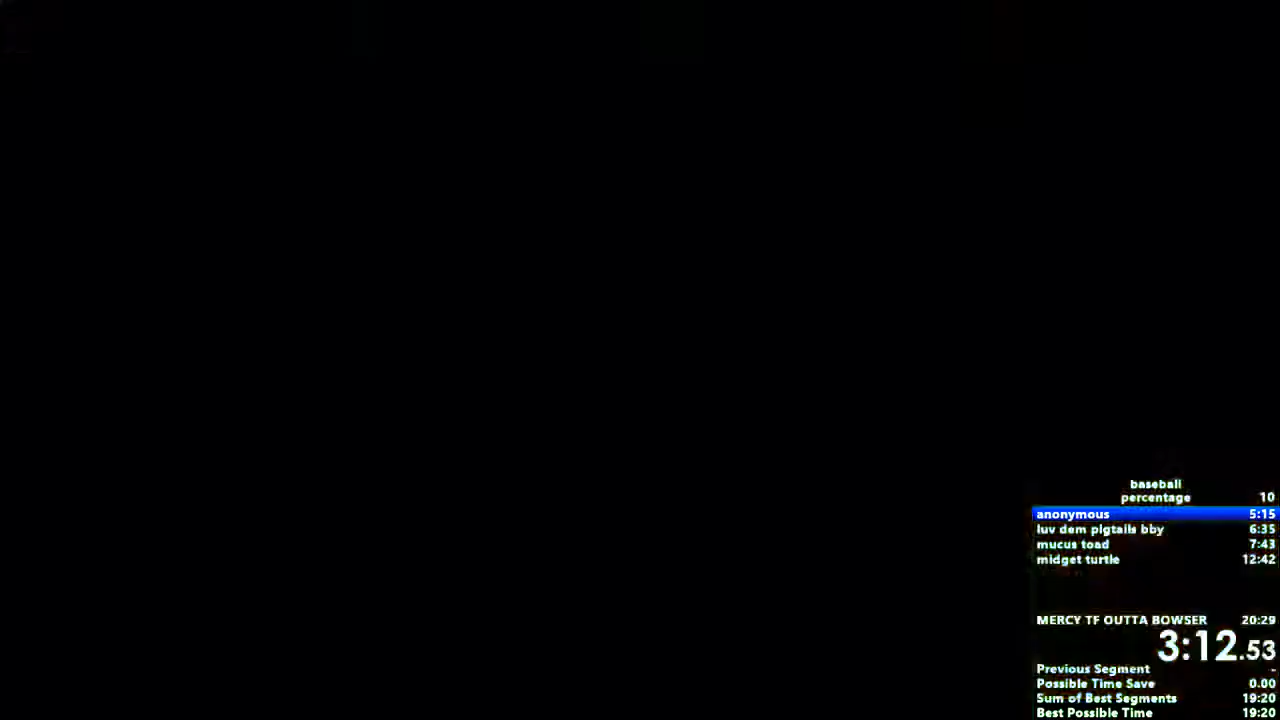 baseball
percentage 10
anonymous 5:15
luv dem pigtails bby 6:35
mucus toad 7:43
midget turtle 12:42
MERCY TF OUTTA BOWSER 20:29
3:12.53
Previous Segment -
Possible Time Save 0.00
Sum of Best Segments 19:20
Best Possible Time 19:20